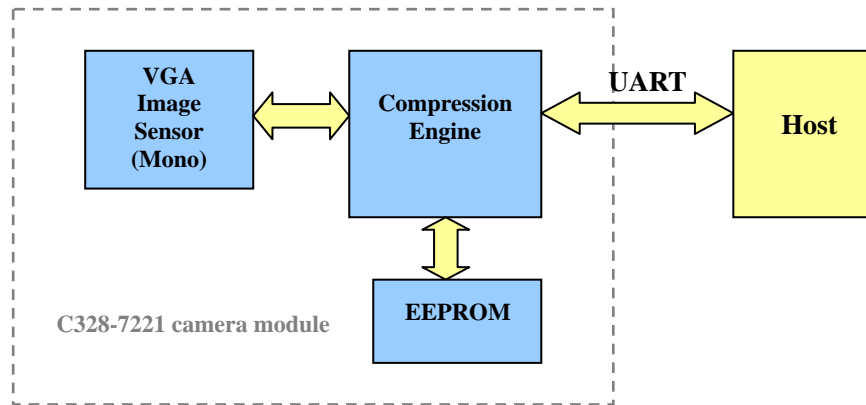 VGA
Image
Sensor
(Mono)
Compression
Engine
UART
Host
EEPROM
C328-7221 camera module